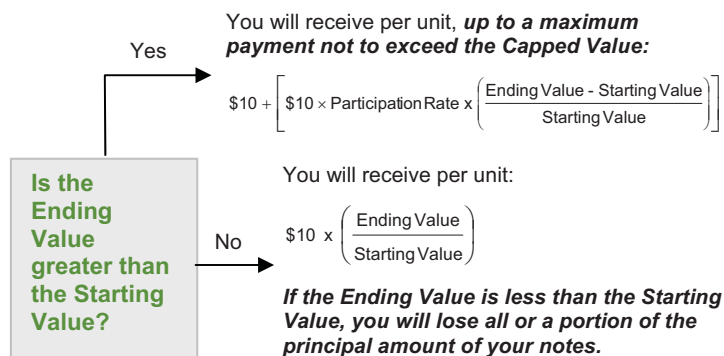 You will receive per unit, up to a maximum
payment not to exceed the Capped Value:
Yes
$10 + [ $10 × Participation Rate x ( Ending Value - Starting Value / Starting Value ) ]
Is the
Ending
Value
greater than
the Starting
Value?
No
You will receive per unit:
$10 x ( Ending Value / Starting Value )
If the Ending Value is less than the Starting
Value, you will lose all or a portion of the
principal amount of your notes.